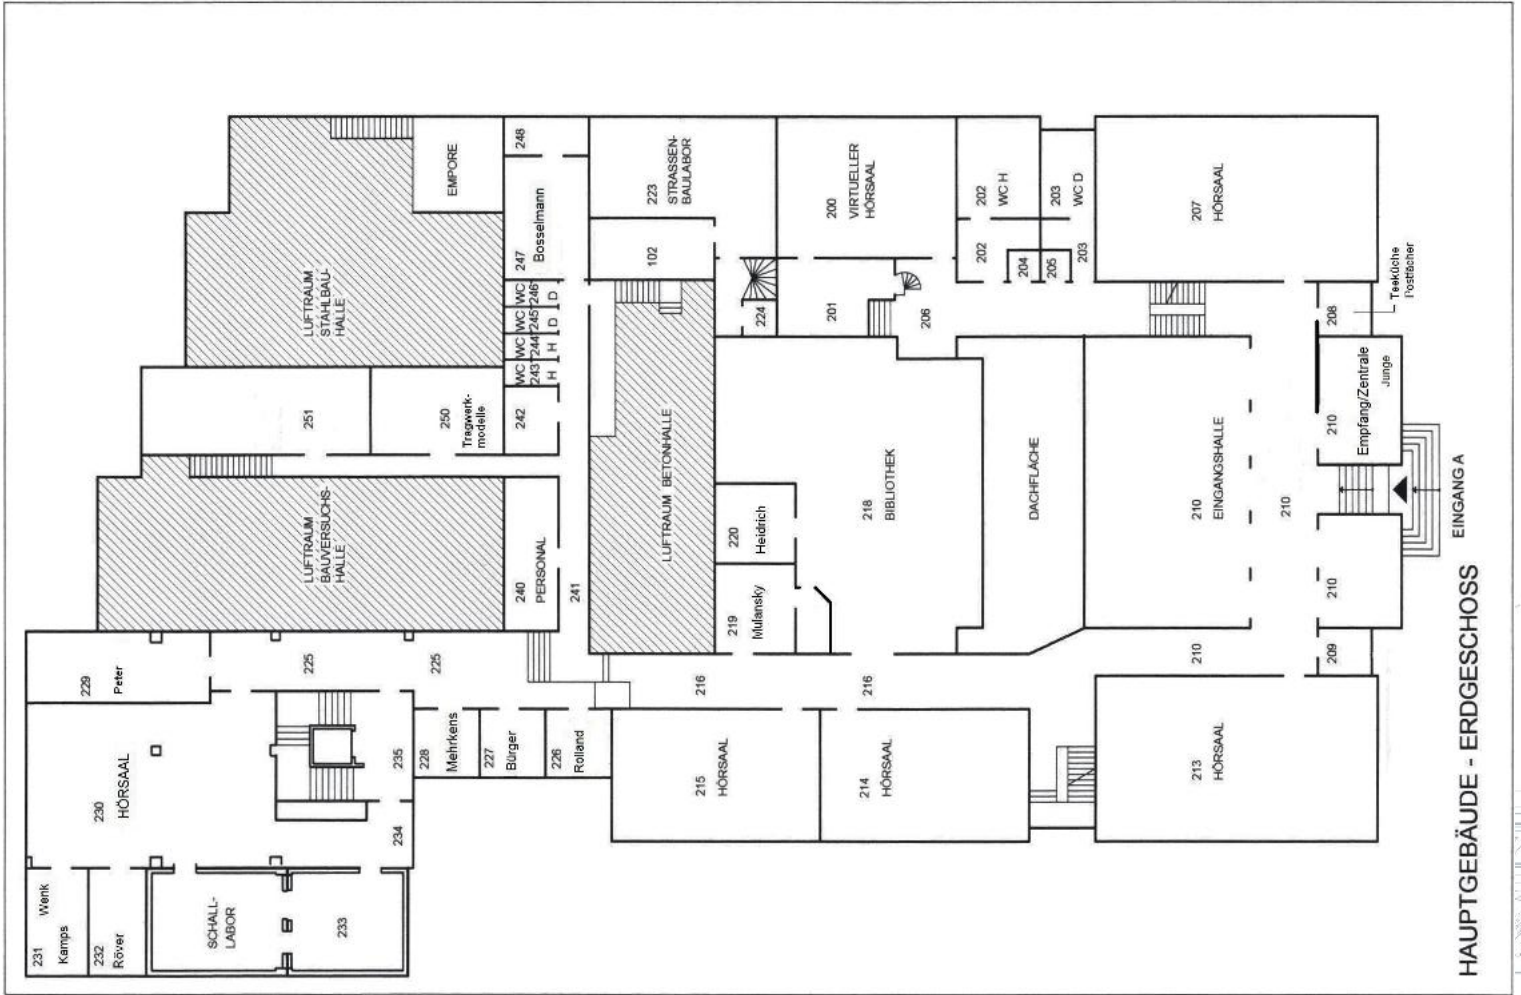 248
EMPORE
247
Bosselmann
WC
246
D
WC
245
D
WC
244
H
WC
243
H
242
LUFTRAUM
STAHLBAU-
HALLE
251
250
Tragwerk-
modelle
LUFTRAUM
BAUVERSUCHS-
HALLE
240
PERSONAL
241
223
STRASSEN-
BAULABOR
102
LUFTRAUM BETONHALLE
224
200
VIRTUELLER
HÖRSAAL
201
206
202
WC H
202
203
WC D
203
204
205
207
HÖRSAAL
208
Teeküche
Postfächer
210
Empfang/Zentrale
Junge
218
BIBLIOTHEK
220
Heidrich
219
Mulansky
DACHFLÄCHE
210
EINGANGSHALLE
210
210
210
209
216
216
229
Peter
225
225
230
HÖRSAAL
235
234
228
Mehrkens
227
Bürger
226
Rolland
215
HÖRSAAL
214
HÖRSAAL
213
HÖRSAAL
231
Wenk
Kamps
232
Röver
SCHALL-
LABOR
233
EINGANG A
HAUPTGEBÄUDE - ERDGESCHOSS